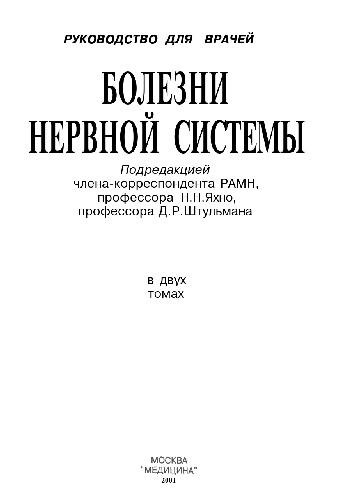 РУКОВОДСТВО ДЛЯ ВРАЧЕЙ
БОЛЕЗНИ
НЕРВНОЙ СИСТЕМЫ
Подредакцией
члена-корреспондента РАМН,
профессора Н.Н.Яхно,
профессора Д.Р.Штульмана
в двух
томах
МОСКВА
"МЕДИЦИНА"
2001